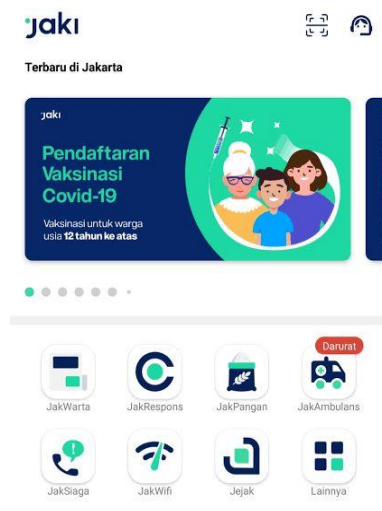 jaki
Terbaru di Jakarta
jaki
Pendaftaran
Vaksinasi
Covid-19
Vaksinasi untuk warga
usia 12 tahun ke atas
Darurat
JakWarta
JakRespons
JakPangan
JakAmbulans
JakSiaga
JakWifi
Jejak
Lainnya